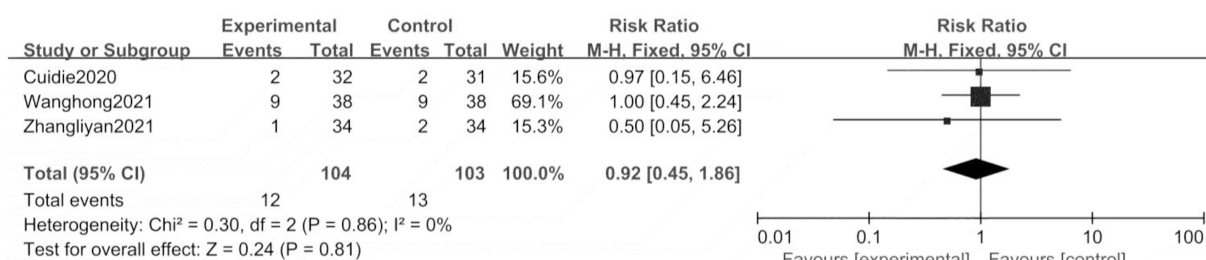 Experimental Control Risk Ratio Risk Ratio
Study or Subgroup Events Total Events Total Weight M-H, Fixed, 95% CI M-H, Fixed, 95% CI
Cuidie2020 2 32 2 31 15.6% 0.97 [0.15, 6.46]
Wanghong2021 9 38 9 38 69.1% 1.00 [0.45, 2.24]
Zhangliyan2021 1 34 2 34 15.3% 0.50 [0.05, 5.26]
Total (95% CI) 104 103 100.0% 0.92 [0.45, 1.86]
Total events 12 13
Heterogeneity: Chi² = 0.30, df = 2 (P = 0.86); I² = 0%
Test for overall effect: Z = 0.24 (P = 0.81)
0.01 0.1 1 10 100
Favours [experimental] Favours [control]